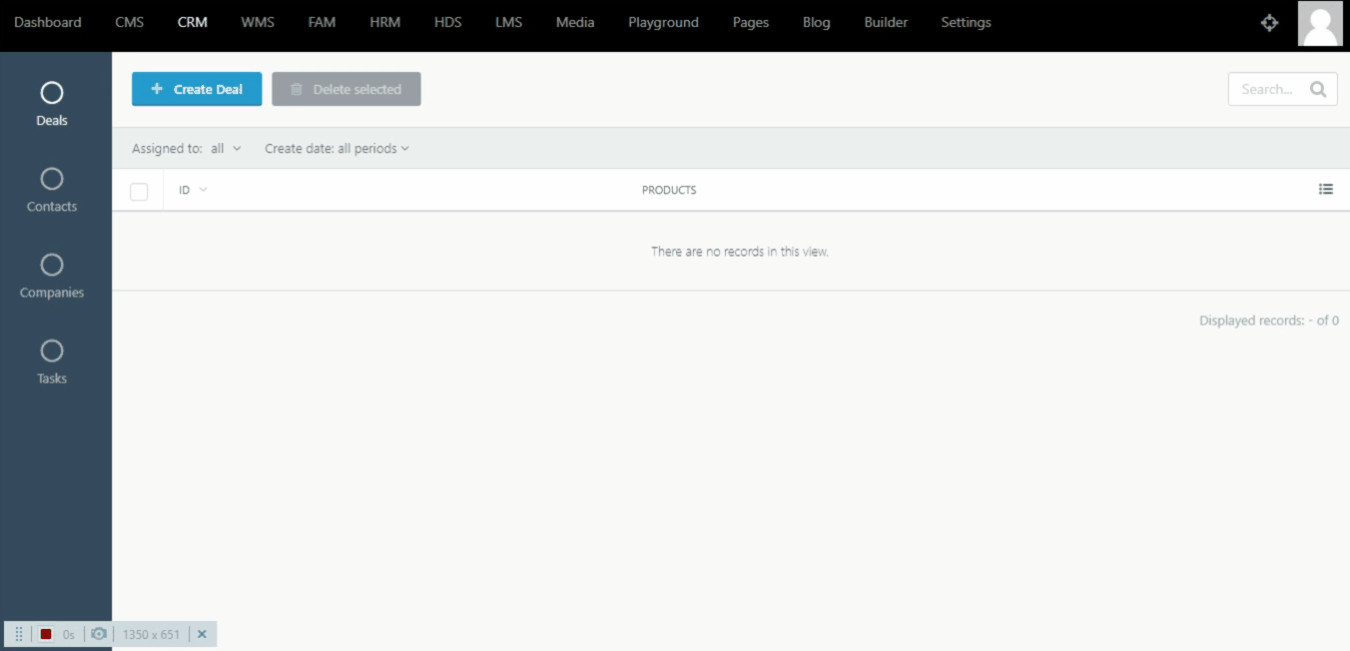 Dashboard CMS CRM WMS FAM HRM HDS LMS Media Playground Pages Blog Builder Settings
Deals
Contacts
Companies
Tasks
+ Create Deal Delete selected Search...
Assigned to: all Create date: all periods
ID PRODUCTS
There are no records in this view.
Displayed records: - of 0
0s 1350 x 651 ×